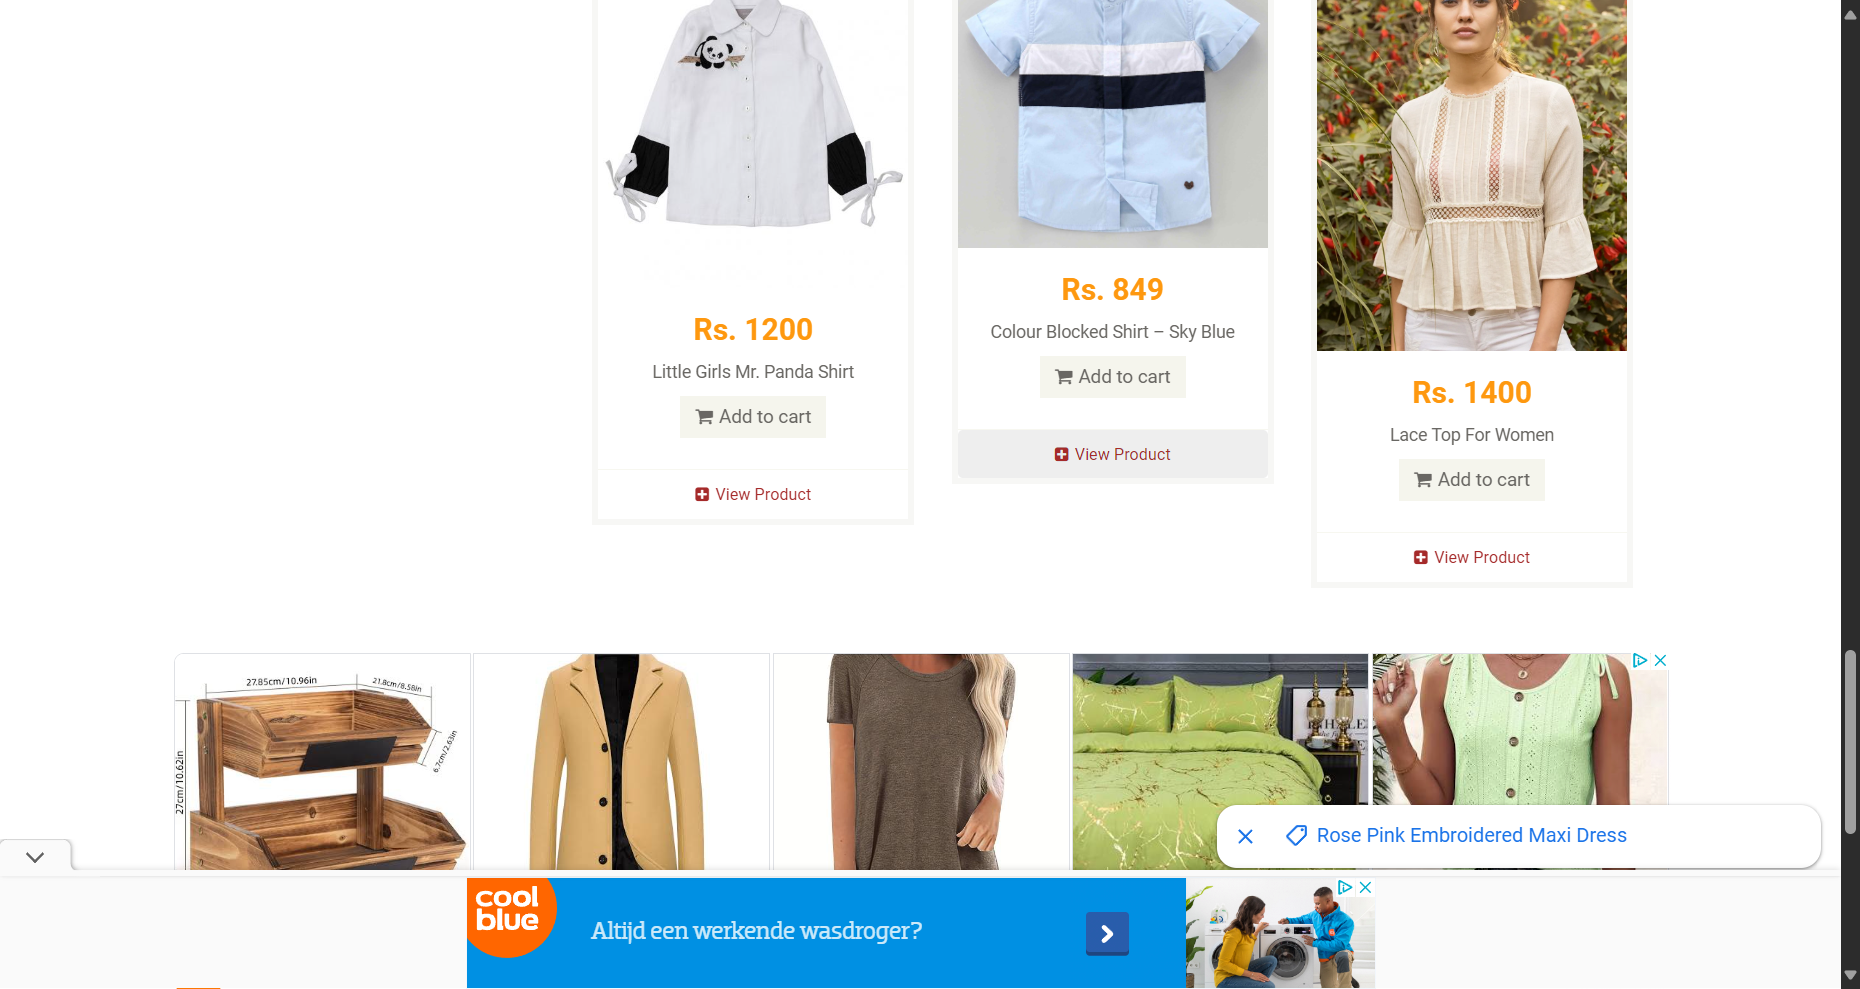 Rs. 1200
Little Girls Mr. Panda Shirt
Add to cart
View Product
Rs. 849
Colour Blocked Shirt – Sky Blue
Add to cart
View Product
Rs. 1400
Lace Top For Women
Add to cart
View Product
27.85cm/10.96in
21.8cm/8.58in
6.7cm/2.63in
27cm/10.62in
Rose Pink Embroidered Maxi Dress
cool
blue
Altijd een werkende wasdroger?